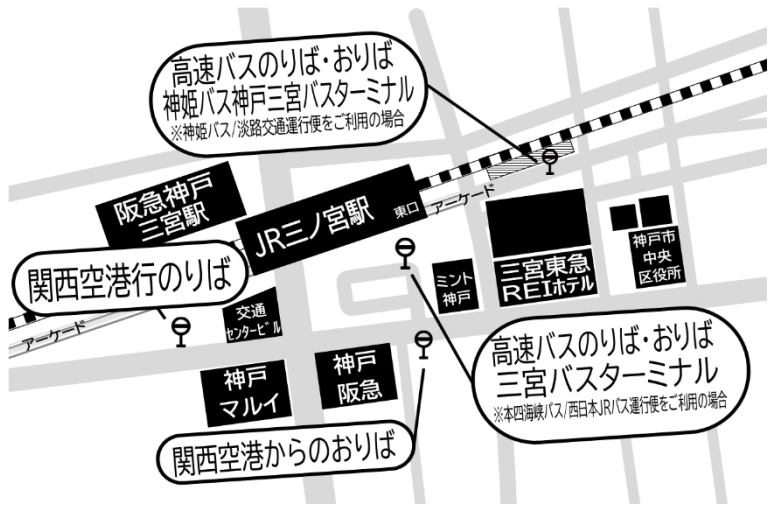 高速バスのりば・おりば
神姫バス神戸三宮バスターミナル
※神姫バス/淡路交通運行便をご利用の場合
阪急神戸
三宮駅
JR三ノ宮駅
東口
アーケード
関西空港行のりば
交通
センタービル
アーケード
ミント
神戸
三宮東急
REIホテル
神戸市
中央
区役所
神戸
マルイ
神戸
阪急
高速バスのりば・おりば
三宮バスターミナル
※本四海峡バス/西日本JRバス運行便をご利用の場合
関西空港からのおりば